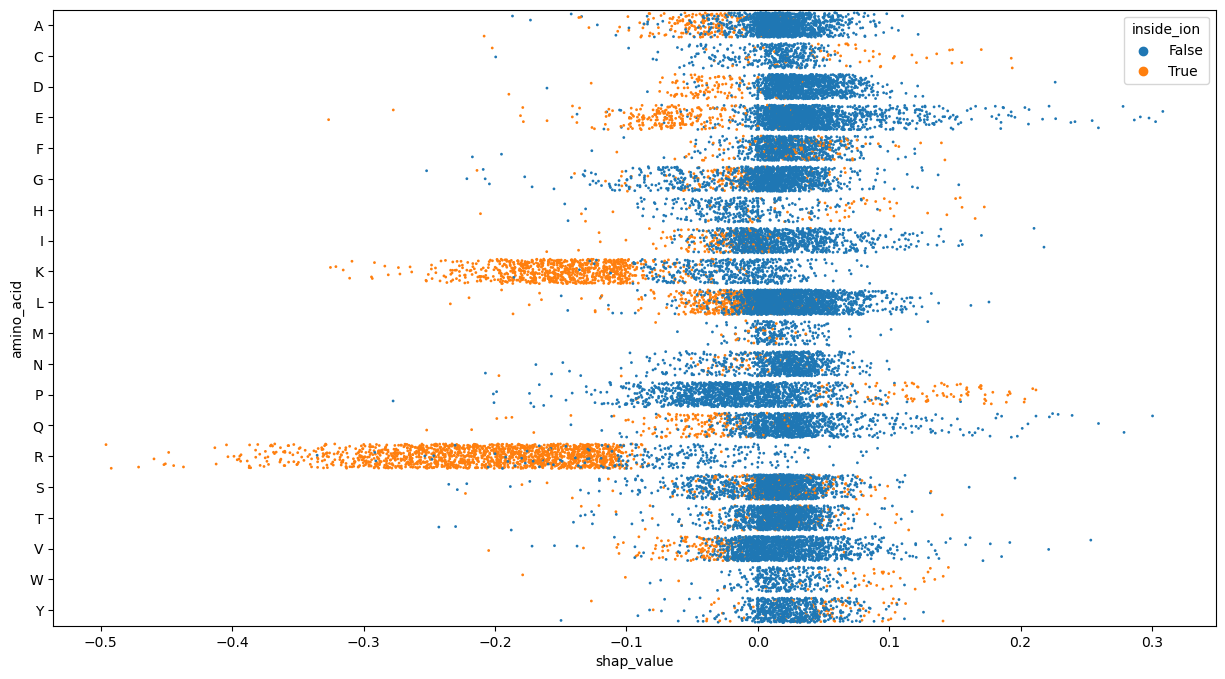 inside_ion
False
True
amino_acid
A
C
D
E
F
G
H
I
K
L
M
N
P
Q
R
S
T
V
W
Y
−0.5 −0.4 −0.3 −0.2 −0.1 0.0 0.1 0.2 0.3
shap_value